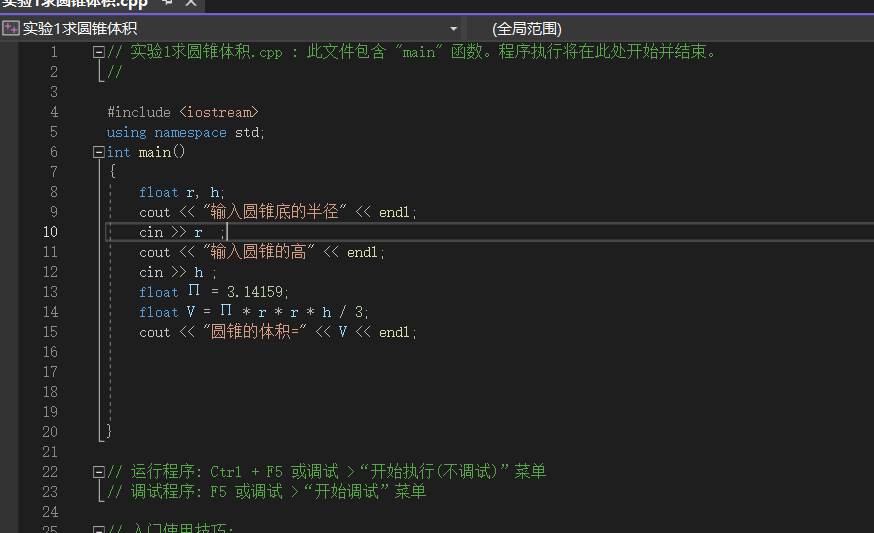 实验1求圆锥体积.cpp
实验1求圆锥体积 (全局范围)
1 // 实验1求圆锥体积.cpp : 此文件包含 "main" 函数。程序执行将在此处开始并结束。
2 //
3
4 #include <iostream>
5 using namespace std;
6 int main()
7 {
8 float r, h;
9 cout << "输入圆锥底的半径" << endl;
10 cin >> r ;
11 cout << "输入圆锥的高" << endl;
12 cin >> h ;
13 float Π = 3.14159;
14 float V = Π * r * r * h / 3;
15 cout << "圆锥的体积=" << V << endl;
16
17
18
19
20 }
21
22 // 运行程序: Ctrl + F5 或调试 >“开始执行(不调试)”菜单
23 // 调试程序: F5 或调试 >“开始调试”菜单
24
25 // 入门使用技巧: